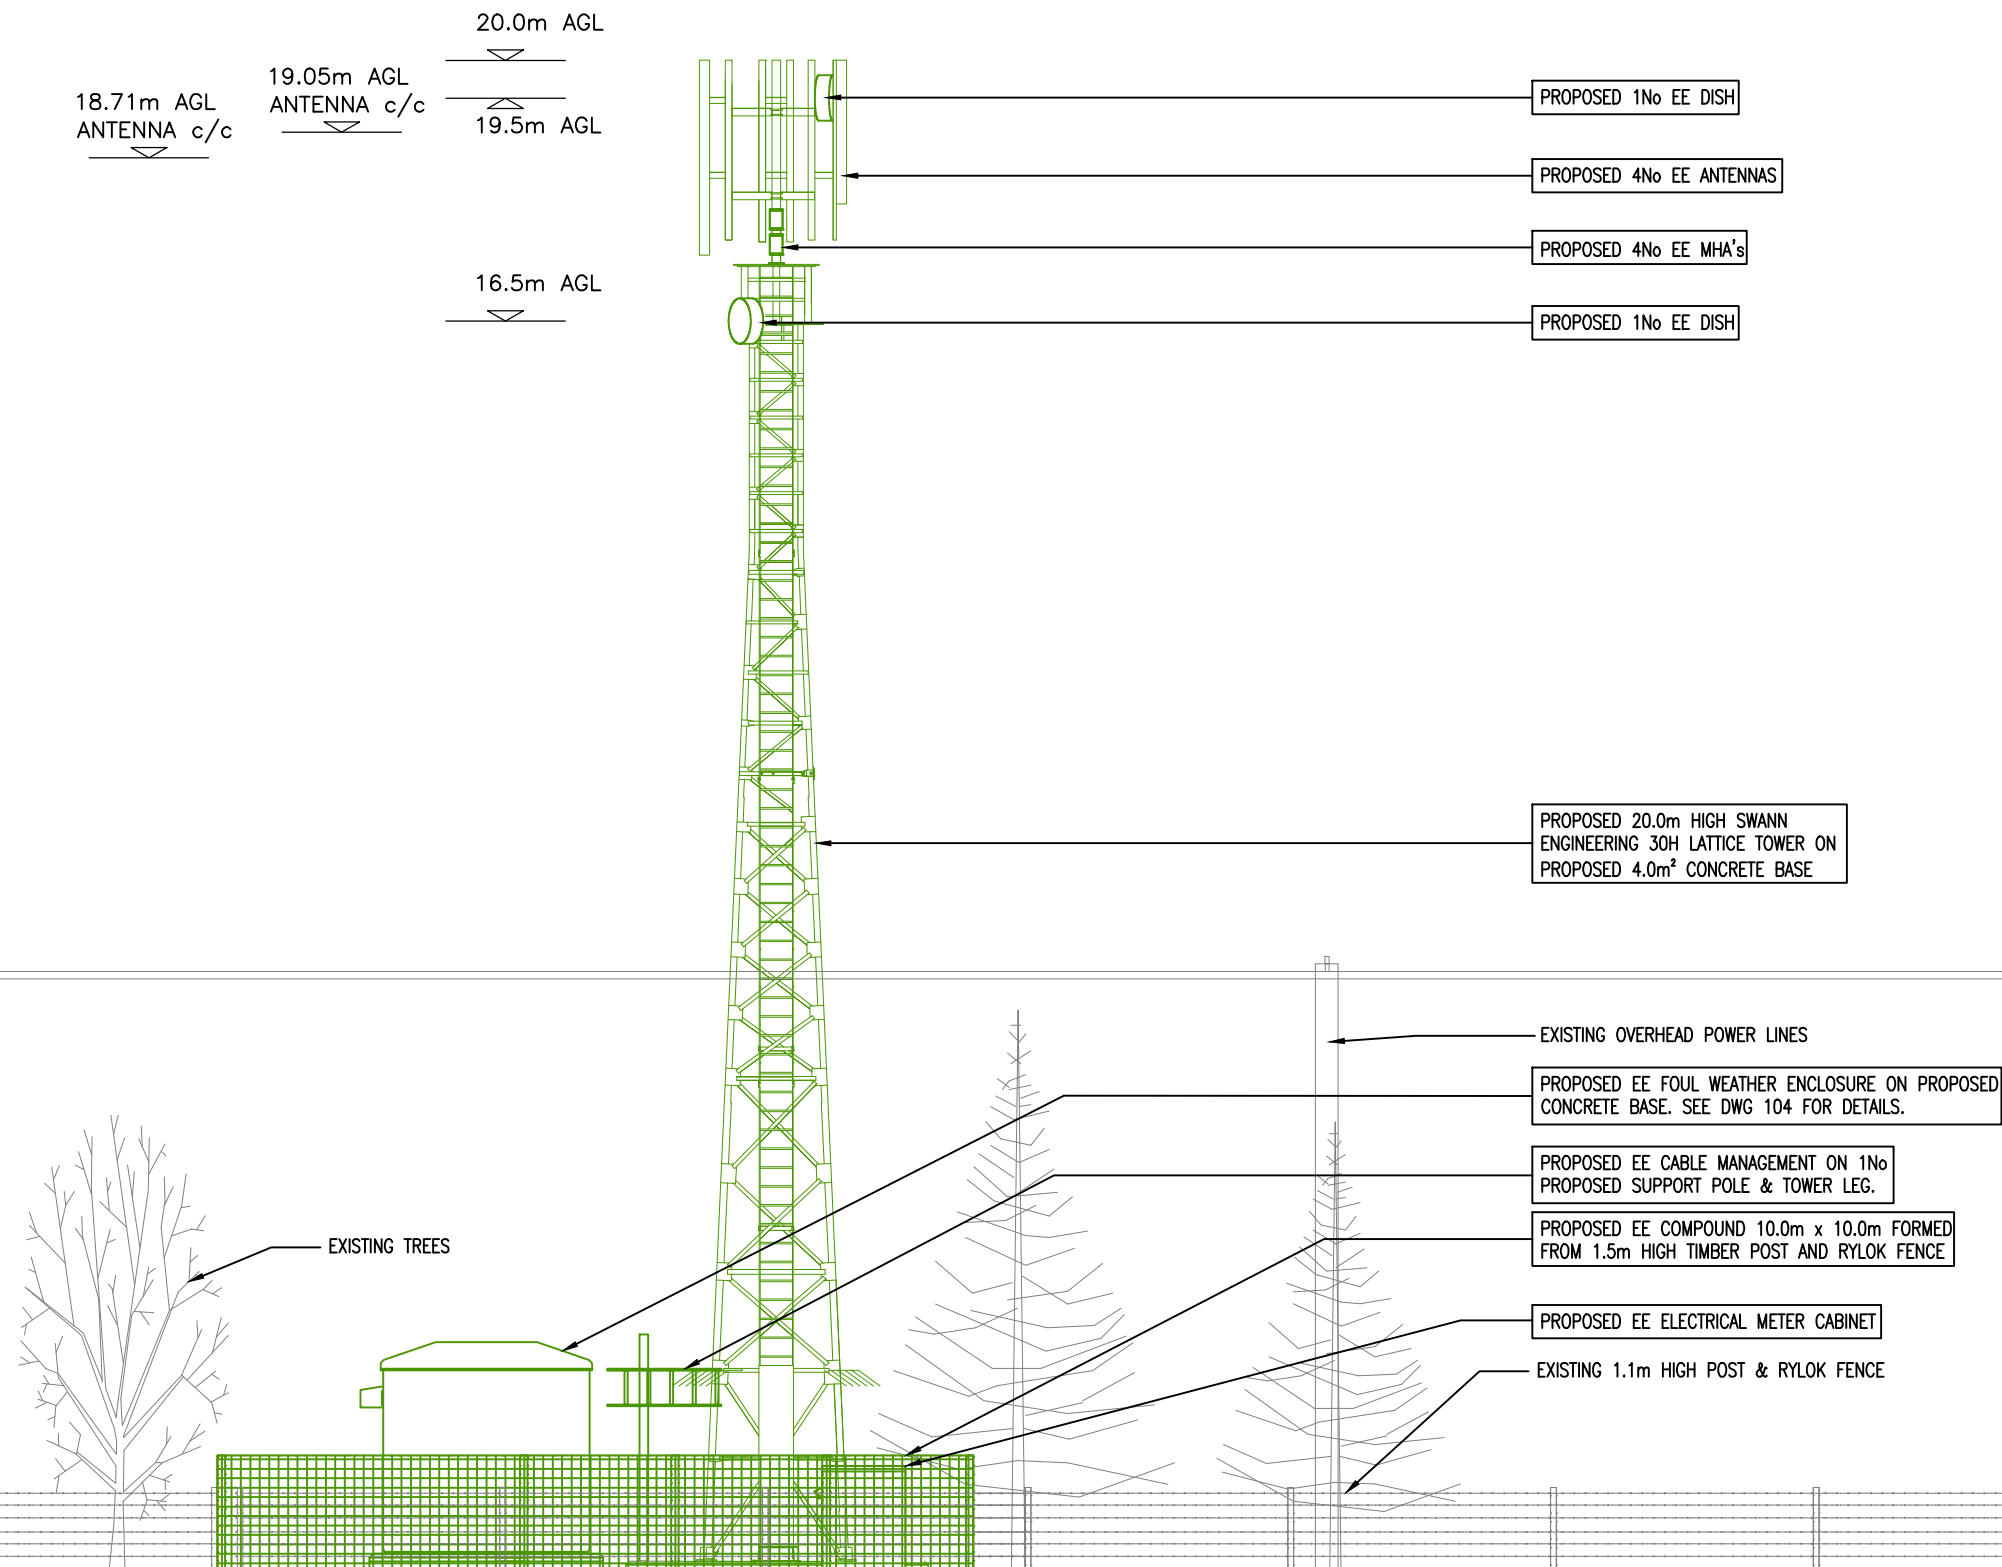 20.0m AGL
19.05m AGL
ANTENNA c/c
18.71m AGL
ANTENNA c/c
19.5m AGL
16.5m AGL
PROPOSED 1No EE DISH
PROPOSED 4No EE ANTENNAS
PROPOSED 4No EE MHA's
PROPOSED 1No EE DISH
PROPOSED 20.0m HIGH SWANN
ENGINEERING 30H LATTICE TOWER ON
PROPOSED 4.0m² CONCRETE BASE
EXISTING OVERHEAD POWER LINES
PROPOSED EE FOUL WEATHER ENCLOSURE ON PROPOSED
CONCRETE BASE. SEE DWG 104 FOR DETAILS.
PROPOSED EE CABLE MANAGEMENT ON 1No
PROPOSED SUPPORT POLE & TOWER LEG.
PROPOSED EE COMPOUND 10.0m x 10.0m FORMED
FROM 1.5m HIGH TIMBER POST AND RYLOK FENCE
EXISTING TREES
PROPOSED EE ELECTRICAL METER CABINET
EXISTING 1.1m HIGH POST & RYLOK FENCE